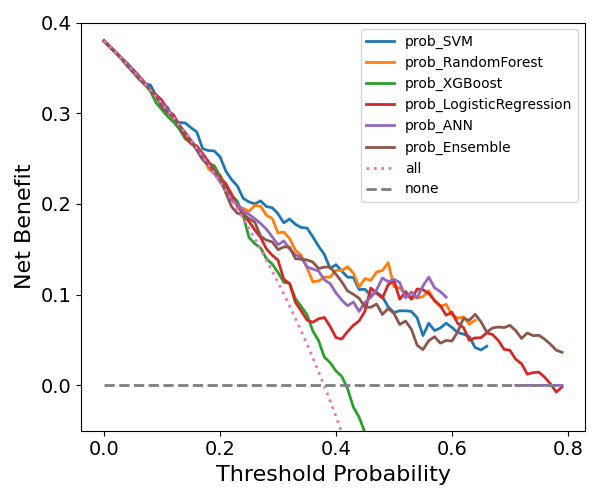 0.4
0.3
0.2
0.1
0.0
Net Benefit
prob_SVM
prob_RandomForest
prob_XGBoost
prob_LogisticRegression
prob_ANN
prob_Ensemble
all
none
0.0 0.2 0.4 0.6 0.8
Threshold Probability